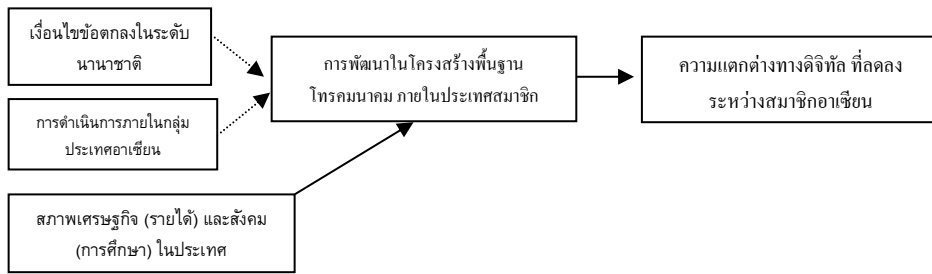 เงื่อนไขข้อตกลงในระดับ
นานาชาติ
การดำเนินการภายในกลุ่ม
ประเทศอาเซียน
สภาพเศรษฐกิจ (รายได้) และสังคม
(การศึกษา) ในประเทศ
การพัฒนาในโครงสร้างพื้นฐาน
โทรคมนาคม ภายในประเทศสมาชิก
ความแตกต่างทางดิจิทัล ที่ลดลง
ระหว่างสมาชิกอาเซียน